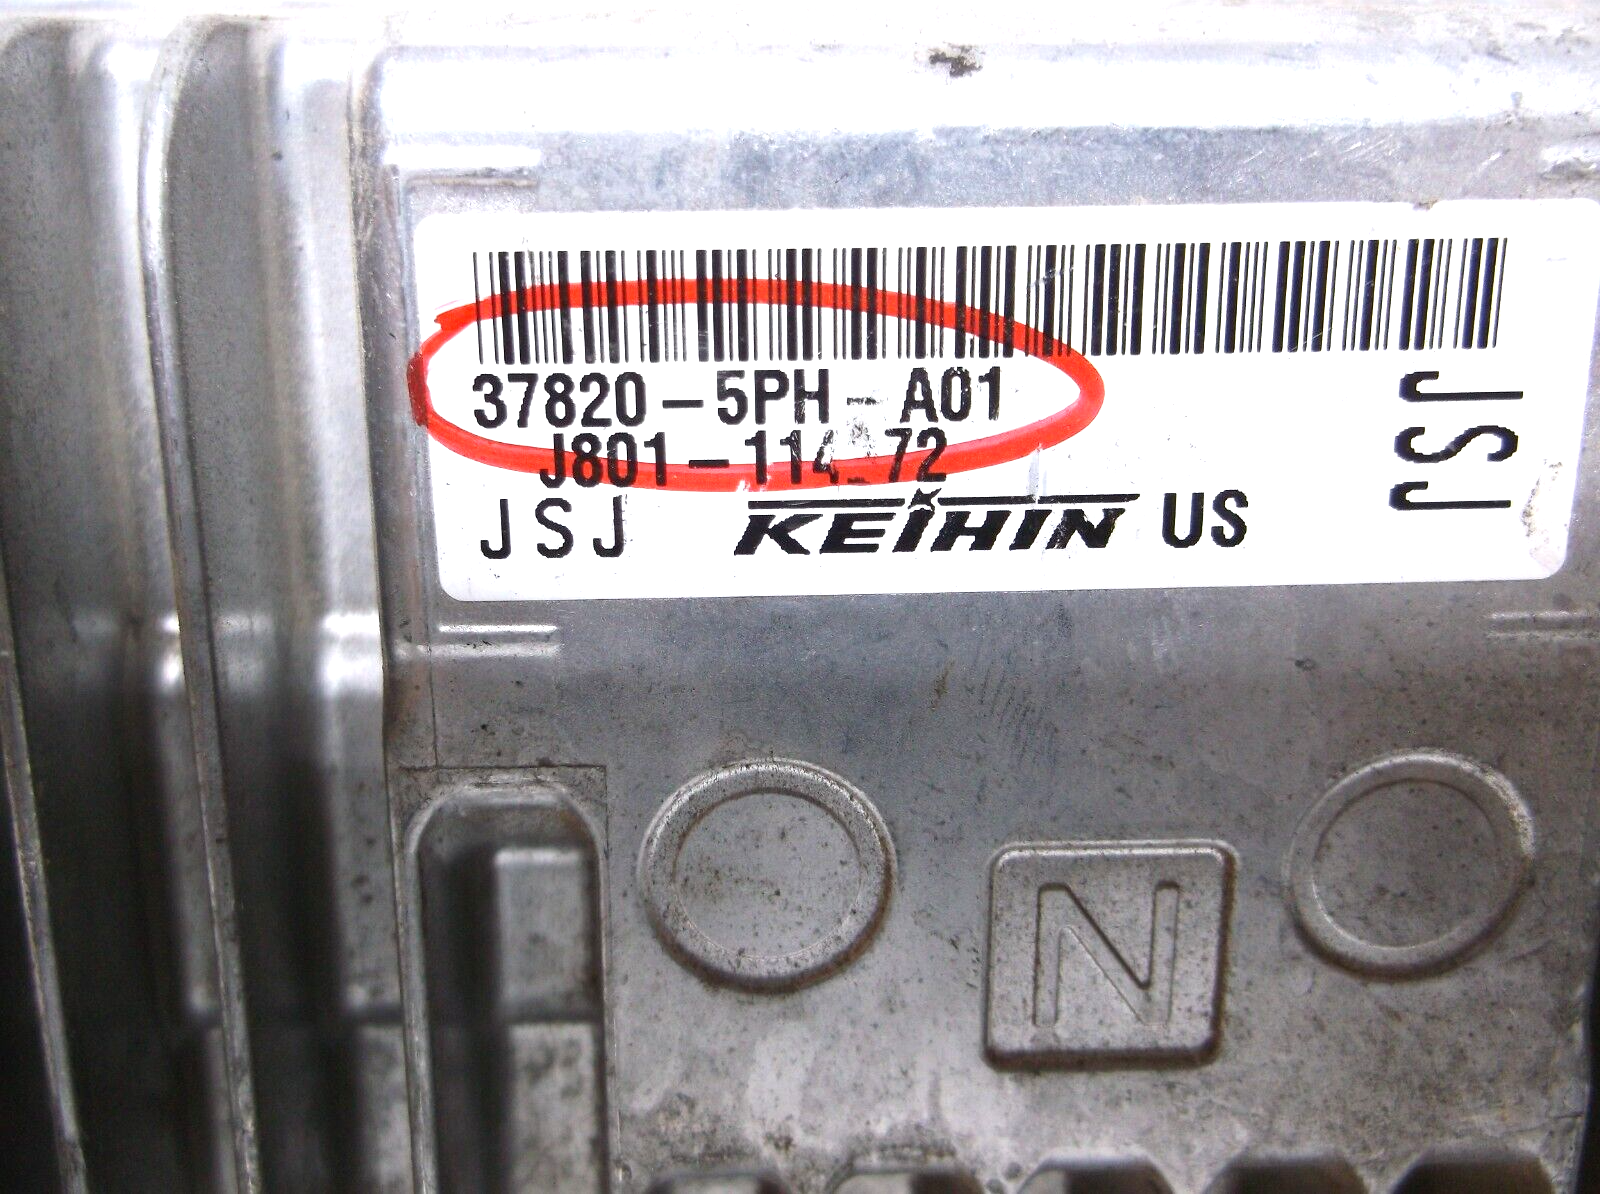 37820-5PH-A01
J801-114 72
JSJ KEIHIN US
JSJ
N